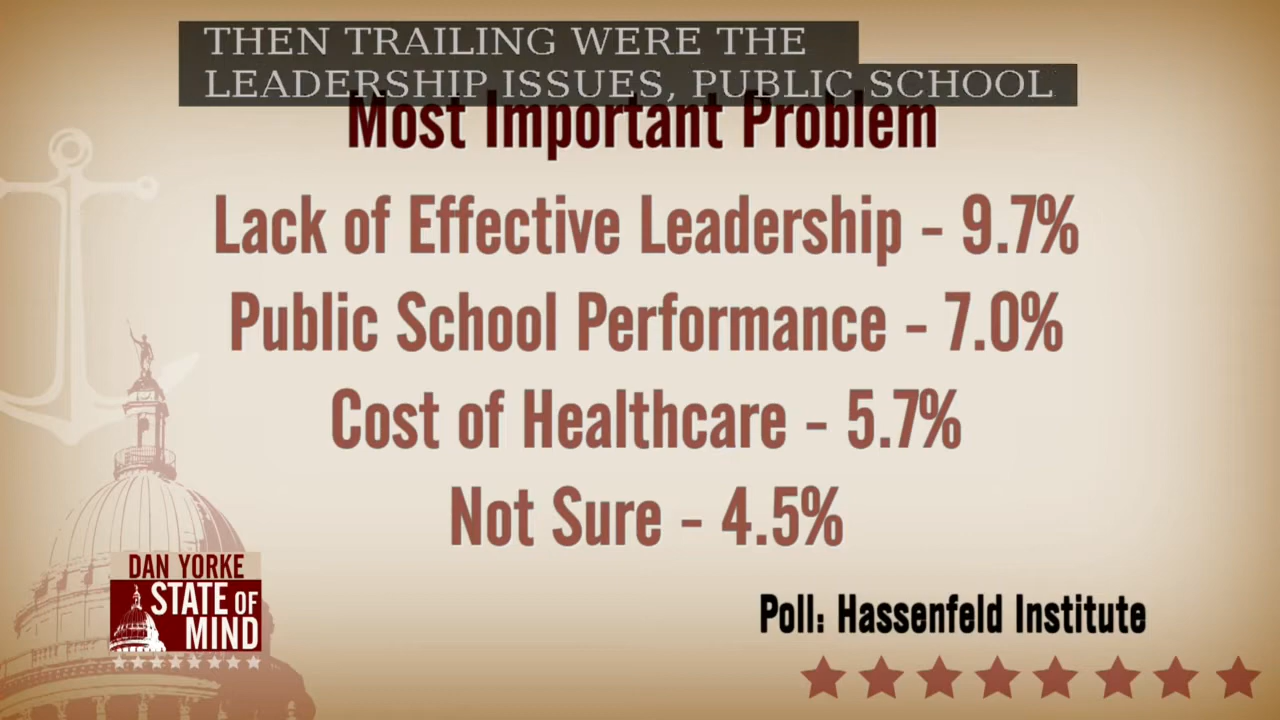 THEN TRAILING WERE THE
LEADERSHIP ISSUES, PUBLIC SCHOOL
Most Important Problem
Lack of Effective Leadership - 9.7%
Public School Performance - 7.0%
Cost of Healthcare - 5.7%
Not Sure - 4.5%
DAN YORKE
STATE OF
MIND
Poll: Hassenfeld Institute